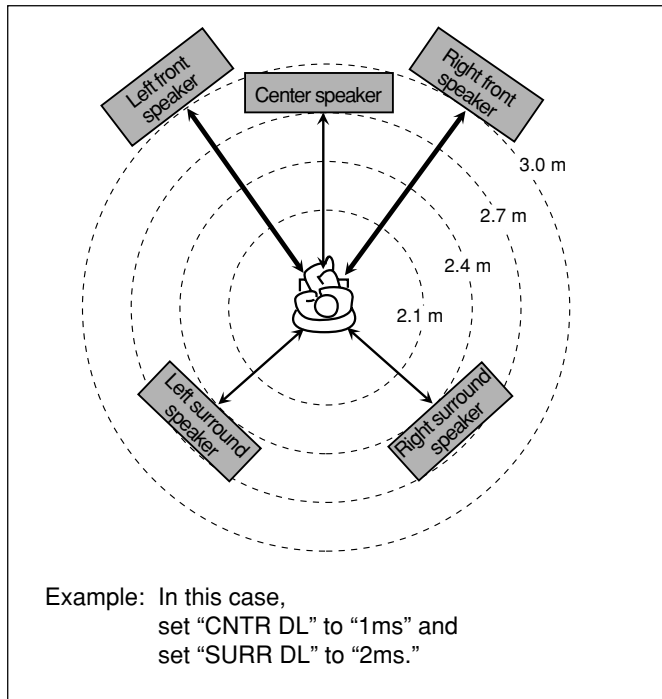 Left front
speaker
Center speaker
Right front
speaker
3.0 m
2.7 m
2.4 m
2.1 m
Left surround
speaker
Right surround
speaker
Example: In this case,
set “CNTR DL” to “1ms” and
set “SURR DL” to “2ms.”